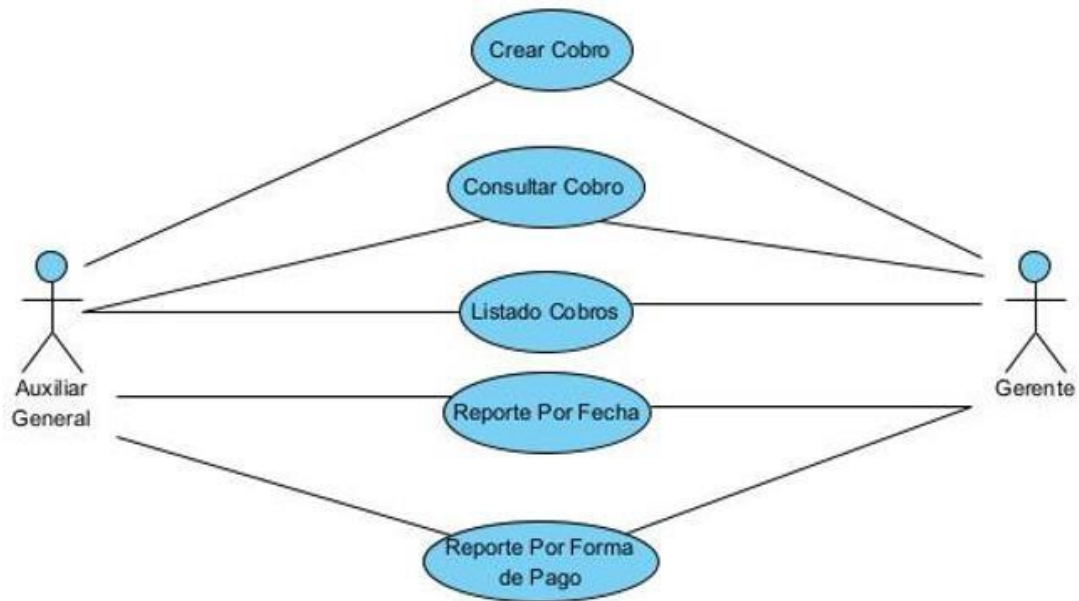 Crear Cobro
Consultar Cobro
Listado Cobros
Auxiliar
General
Gerente
Reporte Por Fecha
Reporte Por Forma
de Pago